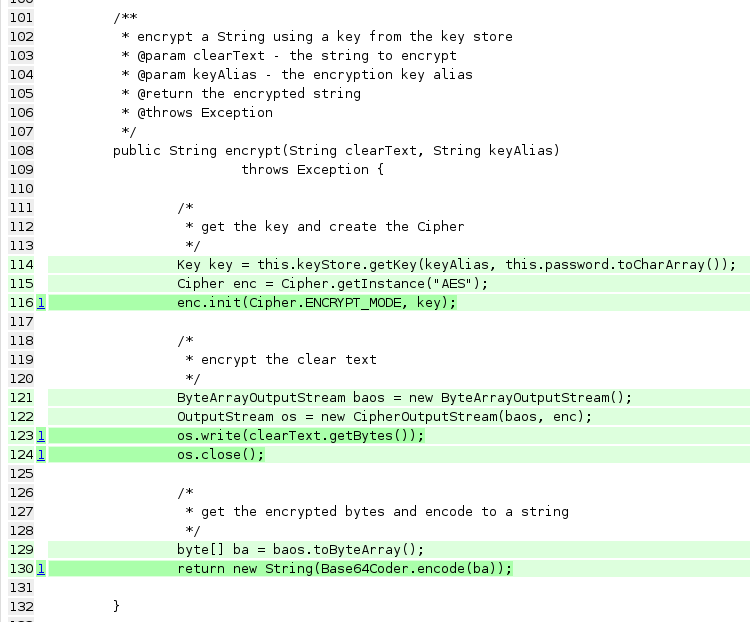 101 /**
102 * encrypt a String using a key from the key store
103 * @param clearText - the string to encrypt
104 * @param keyAlias - the encryption key alias
105 * @return the encrypted string
106 * @throws Exception
107 */
108 public String encrypt(String clearText, String keyAlias)
109 throws Exception {
110
111 /*
112 * get the key and create the Cipher
113 */
114 Key key = this.keyStore.getKey(keyAlias, this.password.toCharArray());
115 Cipher enc = Cipher.getInstance("AES");
116 1 enc.init(Cipher.ENCRYPT_MODE, key);
117
118 /*
119 * encrypt the clear text
120 */
121 ByteArrayOutputStream baos = new ByteArrayOutputStream();
122 OutputStream os = new CipherOutputStream(baos, enc);
123 1 os.write(clearText.getBytes());
124 1 os.close();
125
126 /*
127 * get the encrypted bytes and encode to a string
128 */
129 byte[] ba = baos.toByteArray();
130 1 return new String(Base64Coder.encode(ba));
131
132 }